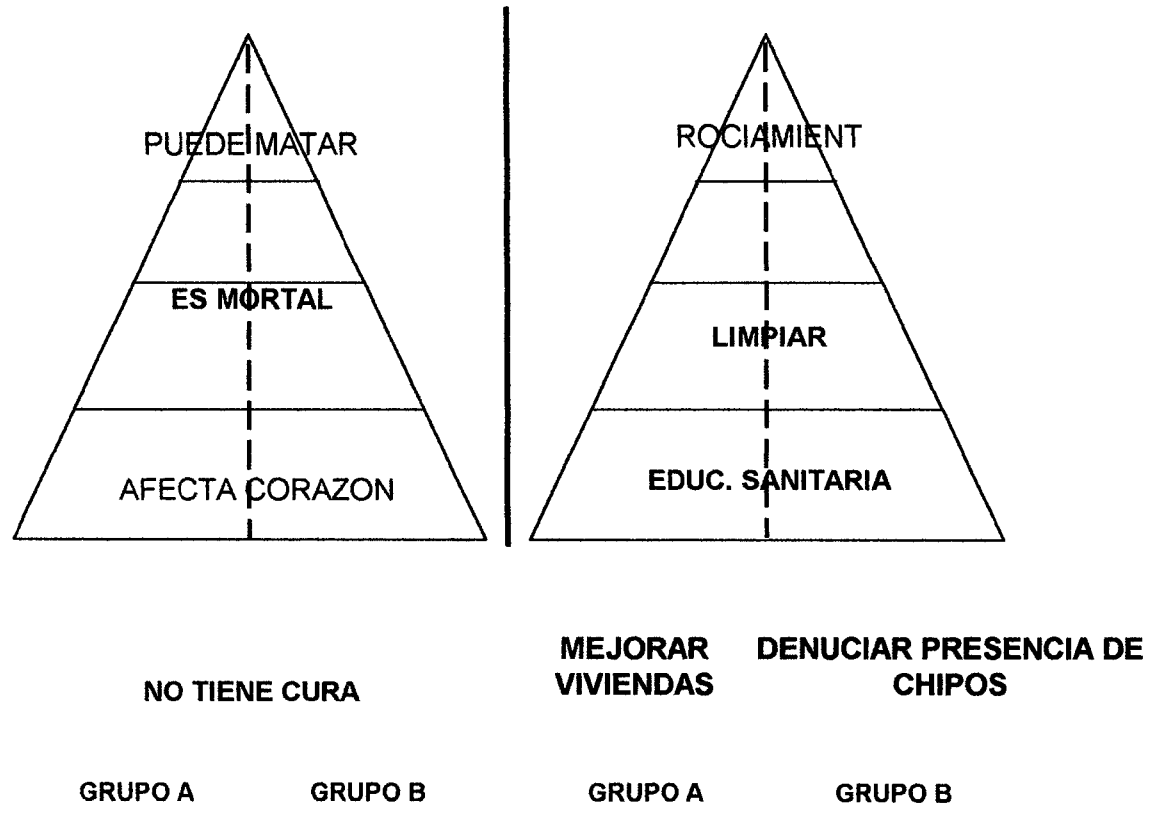 PUEDE MATAR
ES MORTAL
AFECTA CORAZON
NO TIENE CURA
GRUPO A
GRUPO B
ROCIAMIENT
LIMPIAR
EDUC. SANITARIA
MEJORAR
VIVIENDAS
DENUCIAR PRESENCIA DE
CHIPOS
GRUPO A
GRUPO B